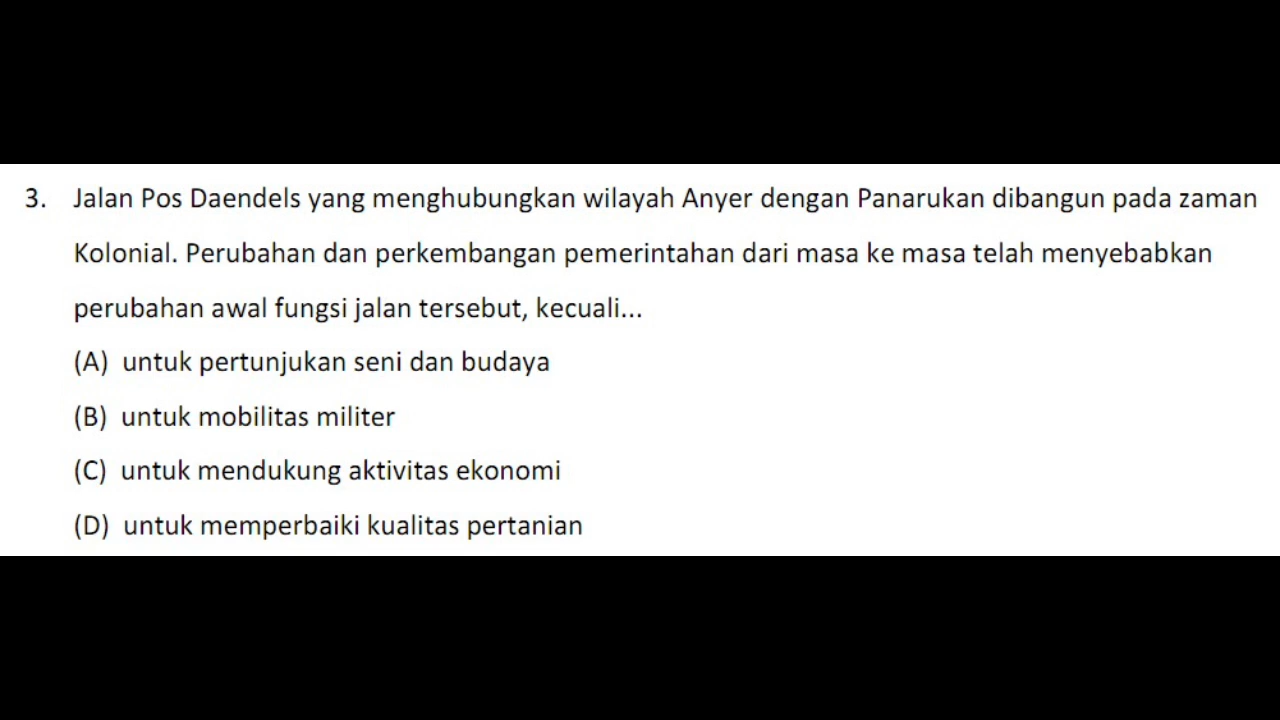 3. Jalan Pos Daendels yang menghubungkan wilayah Anyer dengan Panarukan dibangun pada zaman
Kolonial. Perubahan dan perkembangan pemerintahan dari masa ke masa telah menyebabkan
perubahan awal fungsi jalan tersebut, kecuali...
(A) untuk pertunjukan seni dan budaya
(B) untuk mobilitas militer
(C) untuk mendukung aktivitas ekonomi
(D) untuk memperbaiki kualitas pertanian